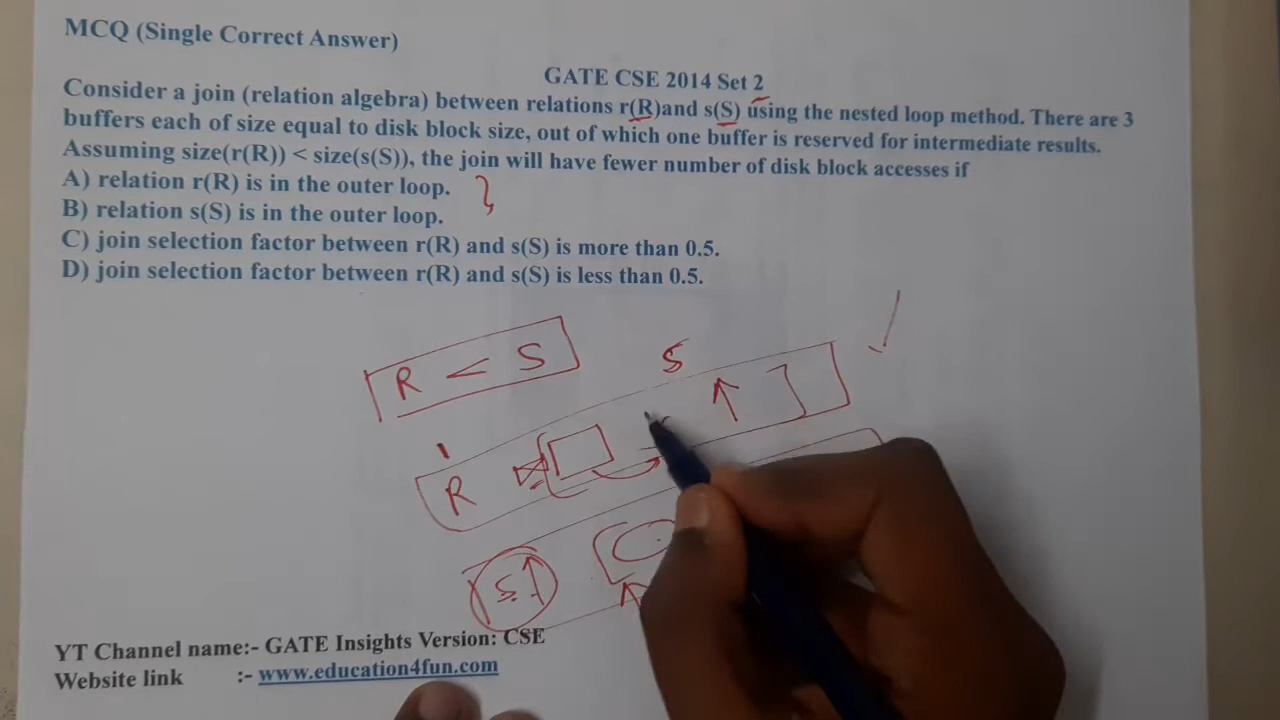 MCQ (Single Correct Answer)
GATE CSE 2014 Set 2
Consider a join (relation algebra) between relations r(R)and s(S) using the nested loop method. There are 3
buffers each of size equal to disk block size, out of which one buffer is reserved for intermediate results.
Assuming size(r(R)) < size(s(S)), the join will have fewer number of disk block accesses if
A) relation r(R) is in the outer loop.
B) relation s(S) is in the outer loop.
C) join selection factor between r(R) and s(S) is more than 0.5.
D) join selection factor between r(R) and s(S) is less than 0.5.
R < S
S
R
S
YT Channel name:- GATE Insights Version: CSE
Website link :- www.education4fun.com